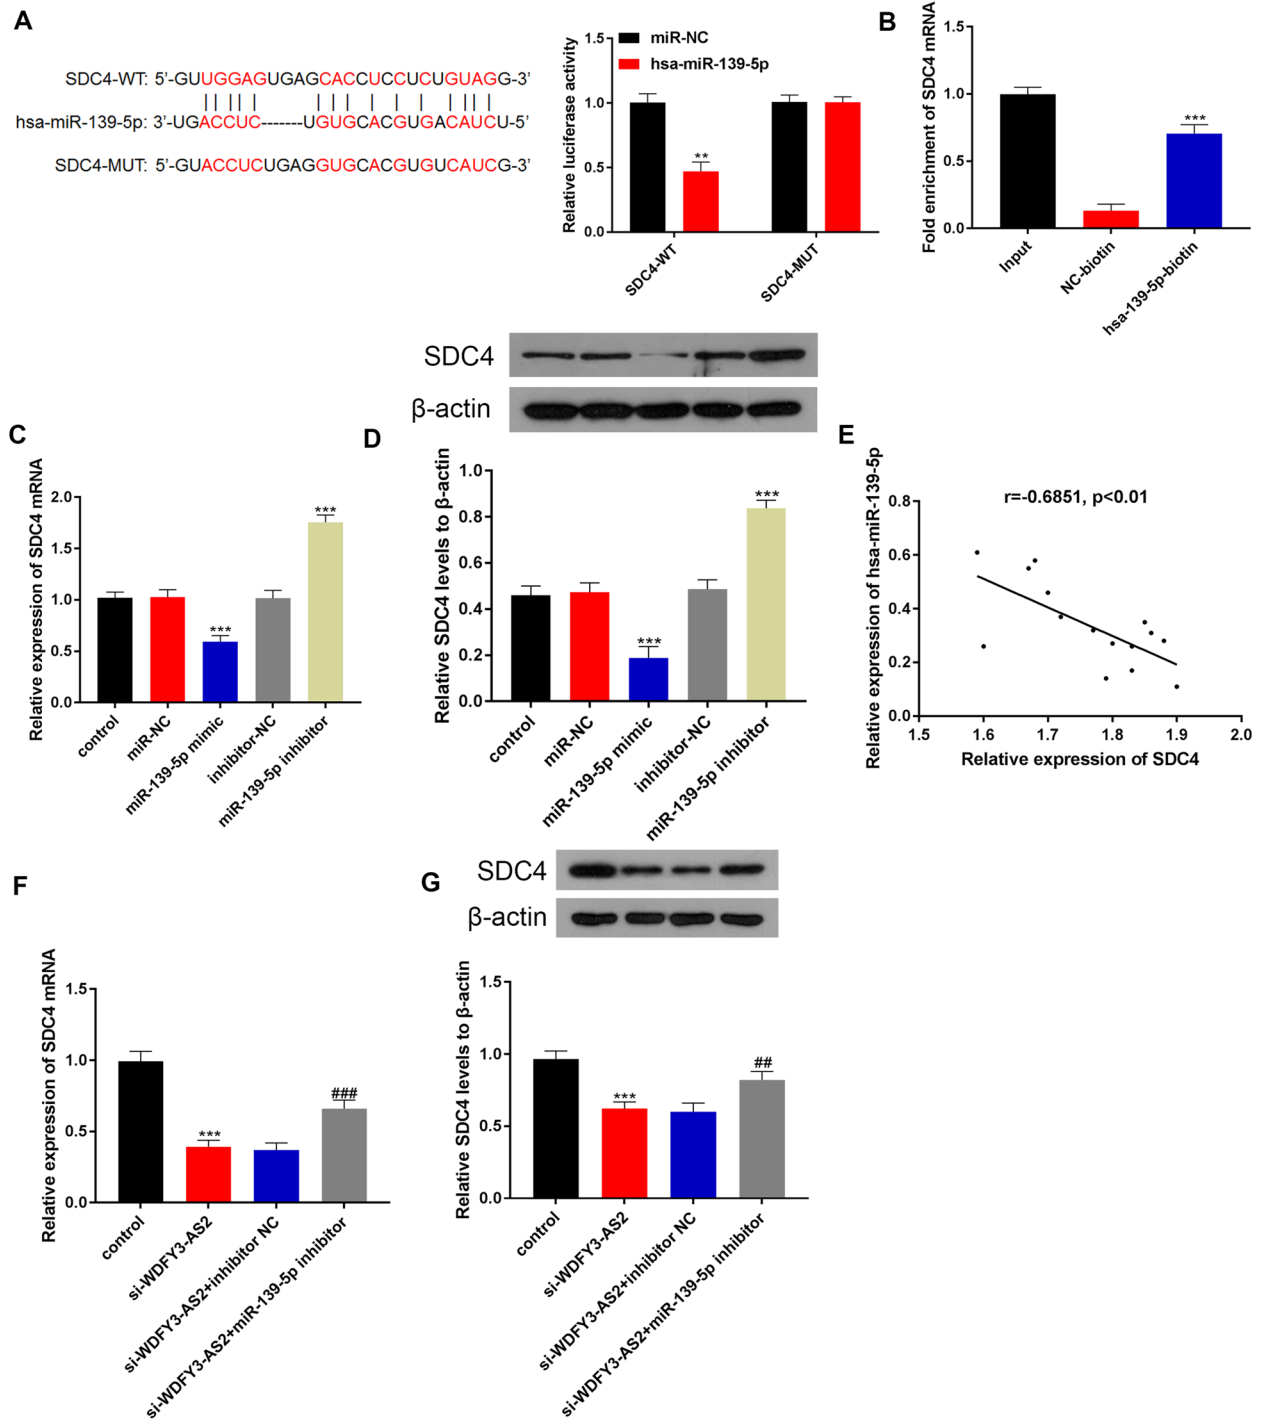 A
SDC4-WT: 5'-GUUGGAGUGAGCACCUCCUCUGUAGG-3'
hsa-miR-139-5p: 3'-UGACCUC-------UGUGCACGUGACAUCU-5'
SDC4-MUT: 5'-GUACCUCUGAGGUGCACGUGUCAUCG-3'
miR-NC
hsa-miR-139-5p
Relative luciferase activity
1.5
1.0
0.5
0.0
SDC4-WT
SDC4-MUT
**
B
Fold enrichment of SDC4 mRNA
1.5
1.0
0.5
0.0
***
Input
NC-biotin
hsa-139-5p-biotin
C
Relative expression of SDC4 mRNA
2.0
1.5
1.0
0.5
0.0
***
***
control
miR-NC
miR-139-5p mimic
inhibitor-NC
miR-139-5p inhibitor
D
SDC4
β-actin
Relative SDC4 levels to β-actin
1.0
0.8
0.6
0.4
0.2
0.0
***
***
control
miR-NC
miR-139-5p mimic
inhibitor-NC
miR-139-5p inhibitor
E
Relative expression of hsa-miR-139-5p
r=-0.6851, p<0.01
0.8
0.6
0.4
0.2
0.0
1.5 1.6 1.7 1.8 1.9 2.0
Relative expression of SDC4
F
Relative expression of SDC4 mRNA
1.5
1.0
0.5
0.0
***
###
control
si-WDFY3-AS2
si-WDFY3-AS2+inhibitor NC
si-WDFY3-AS2+miR-139-5p inhibitor
G
SDC4
β-actin
Relative SDC4 levels to β-actin
1.5
1.0
0.5
0.0
***
##
control
si-WDFY3-AS2
si-WDFY3-AS2+inhibitor NC
si-WDFY3-AS2+miR-139-5p inhibitor